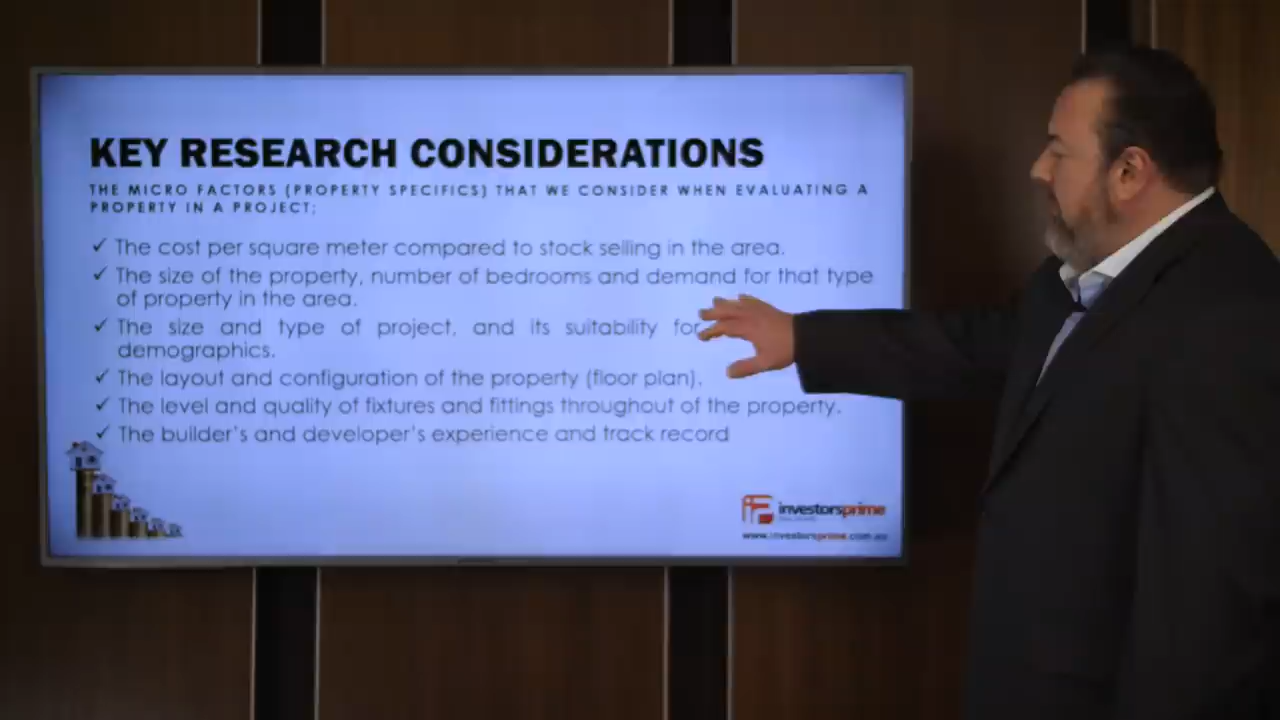 KEY RESEARCH CONSIDERATIONS
THE MICRO FACTORS (PROPERTY SPECIFICS) THAT WE CONSIDER WHEN EVALUATING A
PROPERTY IN A PROJECT;
✓ The cost per square meter compared to stock selling in the area.
✓ The size of the property, number of bedrooms and demand for that type
of property in the area.
✓ The size and type of project, and its suitability for
demographics.
✓ The layout and configuration of the property (floor plan).
✓ The level and quality of fixtures and fittings throughout of the property.
✓ The builder's and developer's experience and track record
investorsprime
www.investorsprime.com.au